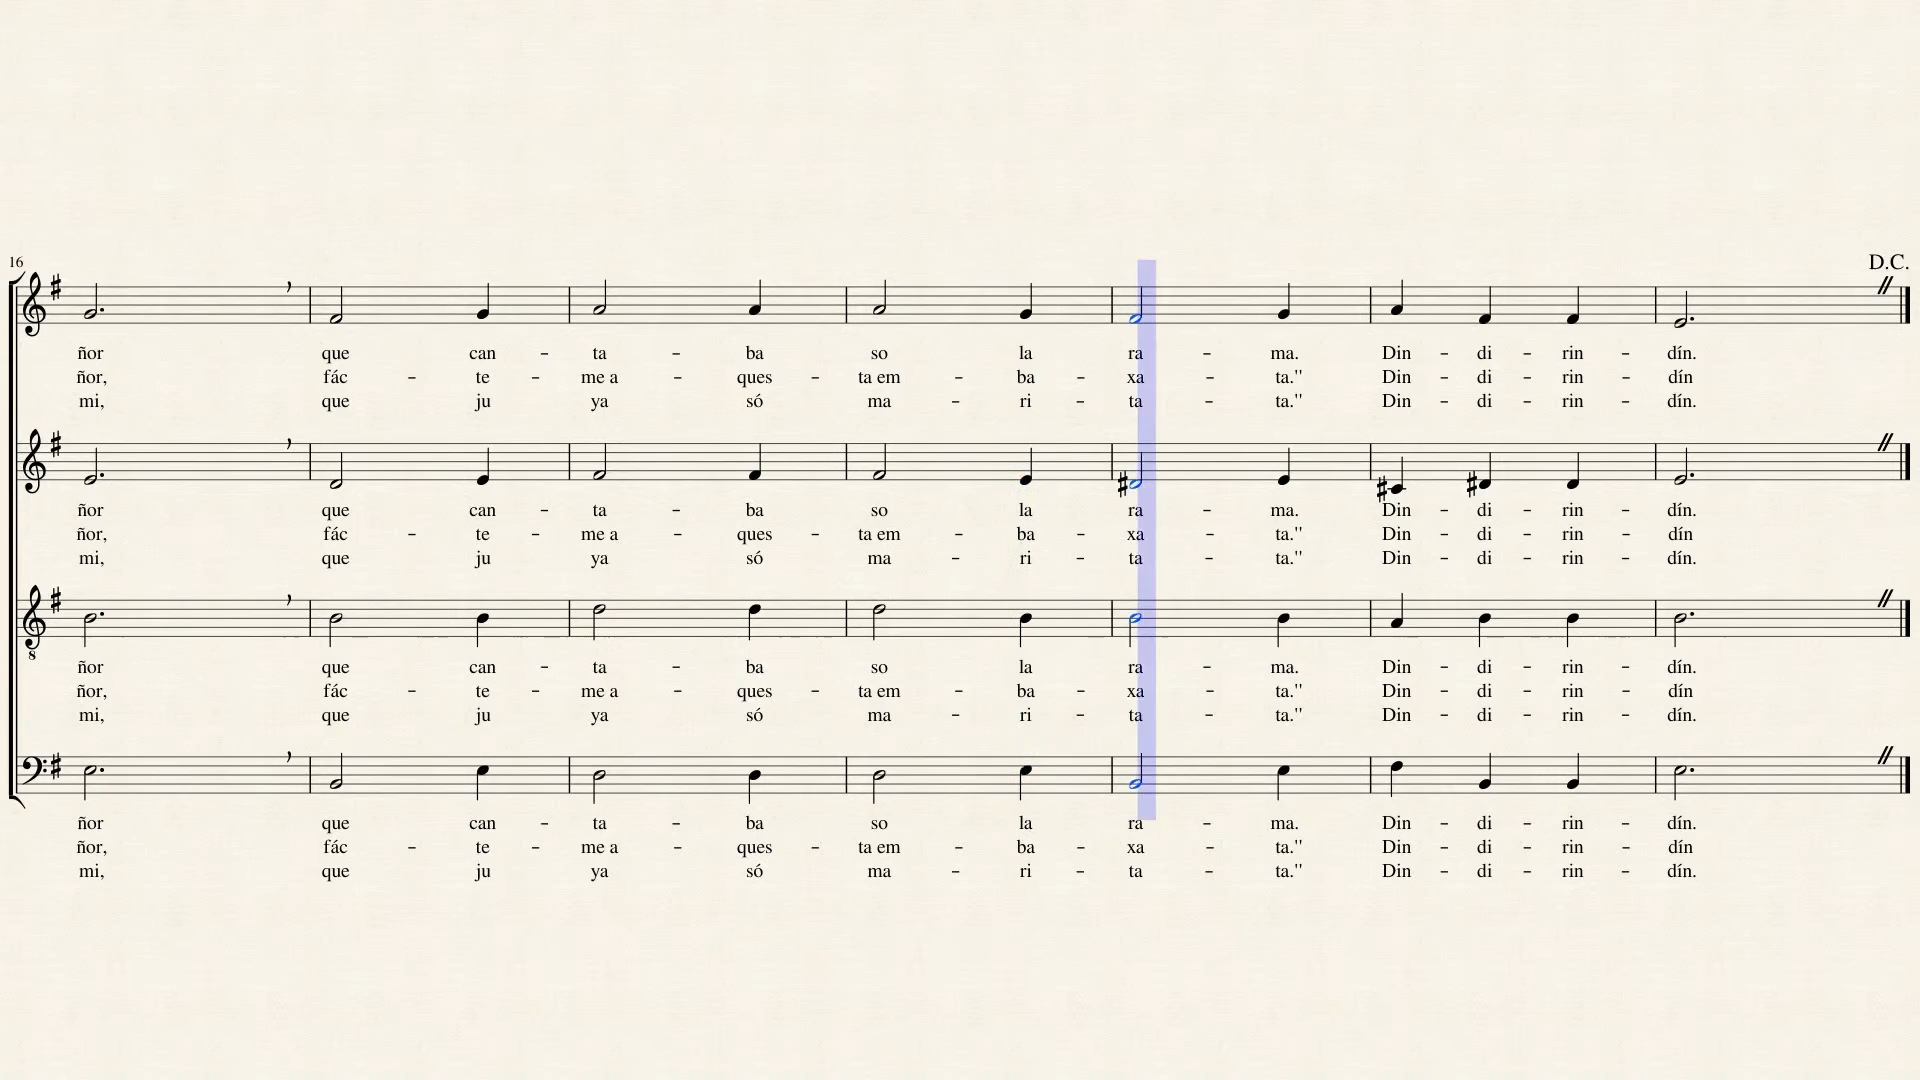 D.C.
16
ñor que can - ta - ba so la ra - ma. Din - di - rin - dín.
ñor, fác - te - me a - ques - ta em - ba - xa - ta." Din - di - rin - dín
mi, que ju ya só ma - ri - ta - ta." Din - di - rin - dín.
ñor que can - ta - ba so la ra - ma. Din - di - rin - dín.
ñor, fác - te - me a - ques - ta em - ba - xa - ta." Din - di - rin - dín
mi, que ju ya só ma - ri - ta - ta." Din - di - rin - dín.
8
ñor que can - ta - ba so la ra - ma. Din - di - rin - dín.
ñor, fác - te - me a - ques - ta em - ba - xa - ta." Din - di - rin - dín
mi, que ju ya só ma - ri - ta - ta." Din - di - rin - dín.
ñor que can - ta - ba so la ra - ma. Din - di - rin - dín.
ñor, fác - te - me a - ques - ta em - ba - xa - ta." Din - di - rin - dín
mi, que ju ya só ma - ri - ta - ta." Din - di - rin - dín.